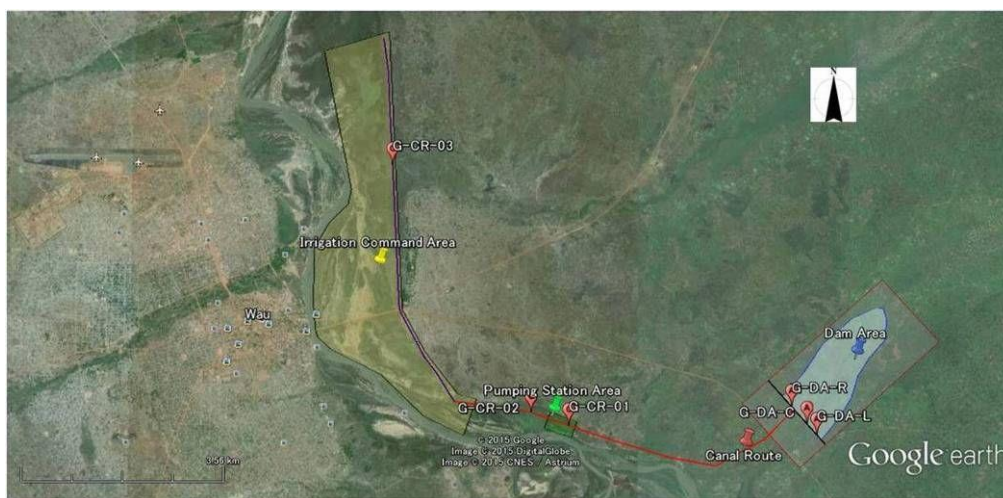 N
G-CR-03
Irrigation Command Area
Wau
Dam Area
Pumping Station Area
G-DA-R
G-CR-02
G-CR-01
G-DA-C
A
G-DA-L
Canal Route
© 2015 Google
Image © 2015 DigitalGlobe
Image © 2015 CNES / Astrium
Google earth